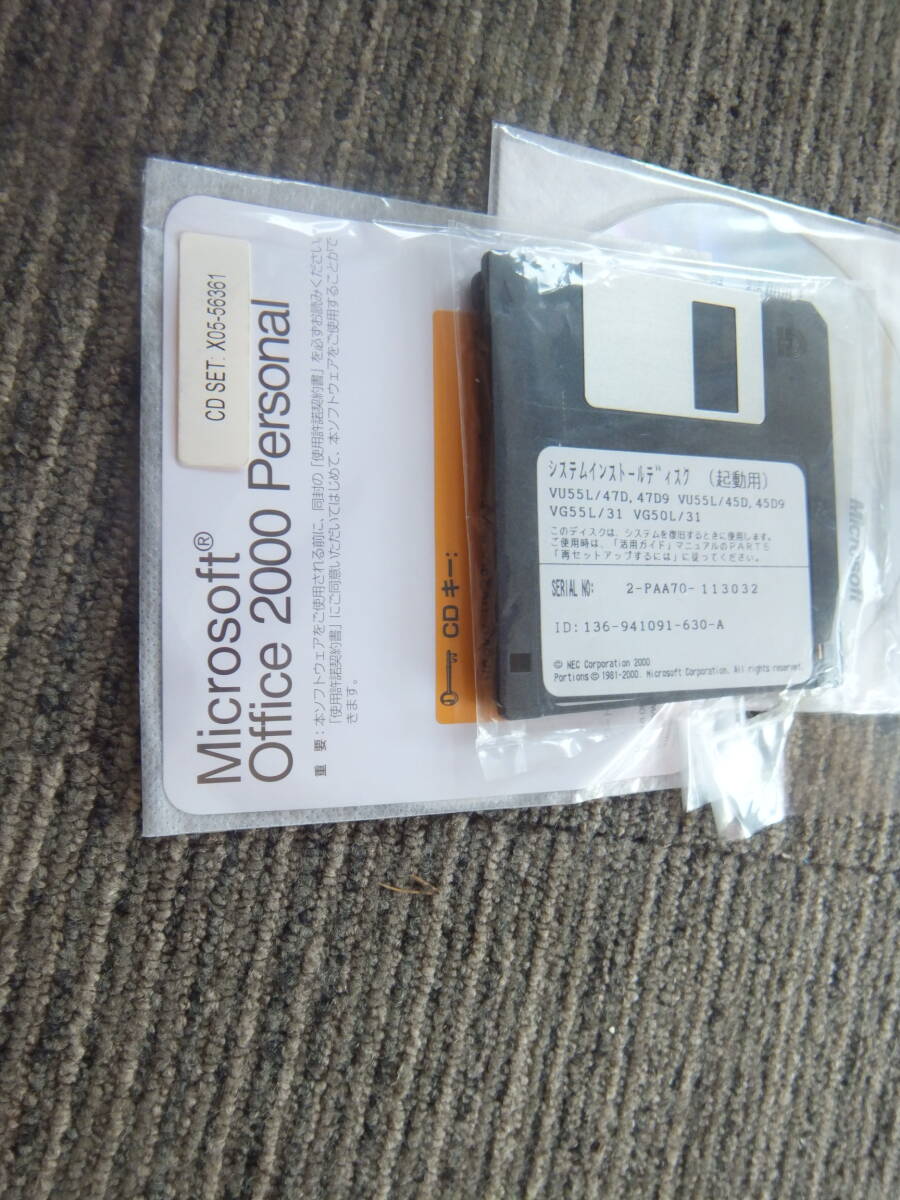 CD SET: X05-56361
Microsoft®
Office 2000 Personal
重 要：本ソフトウェアをご使用される前に、同封の「使用許諾契約書」を必ずお読みください。
「使用許諾契約書」にご同意いただいてはじめて、本ソフトウェアをご使用することがで
きます。
CD キー:
システムインストールディスク （起動用）
VU55L/47D,47D9 VU55L/45D,45D9
VG55L/31 VG50L/31
このディスクは、システムを復旧するときに使用します。
ご使用時は、「活用ガイド」マニュアルのPART5
「再セットアップするには」に従ってください。
SERIAL NO: 2-PAA70-113032
ID:136-941091-630-A
© NEC Corporation 2000
Portions © 1981-2000. Microsoft Corporation. All rights reserved.
Microsoft